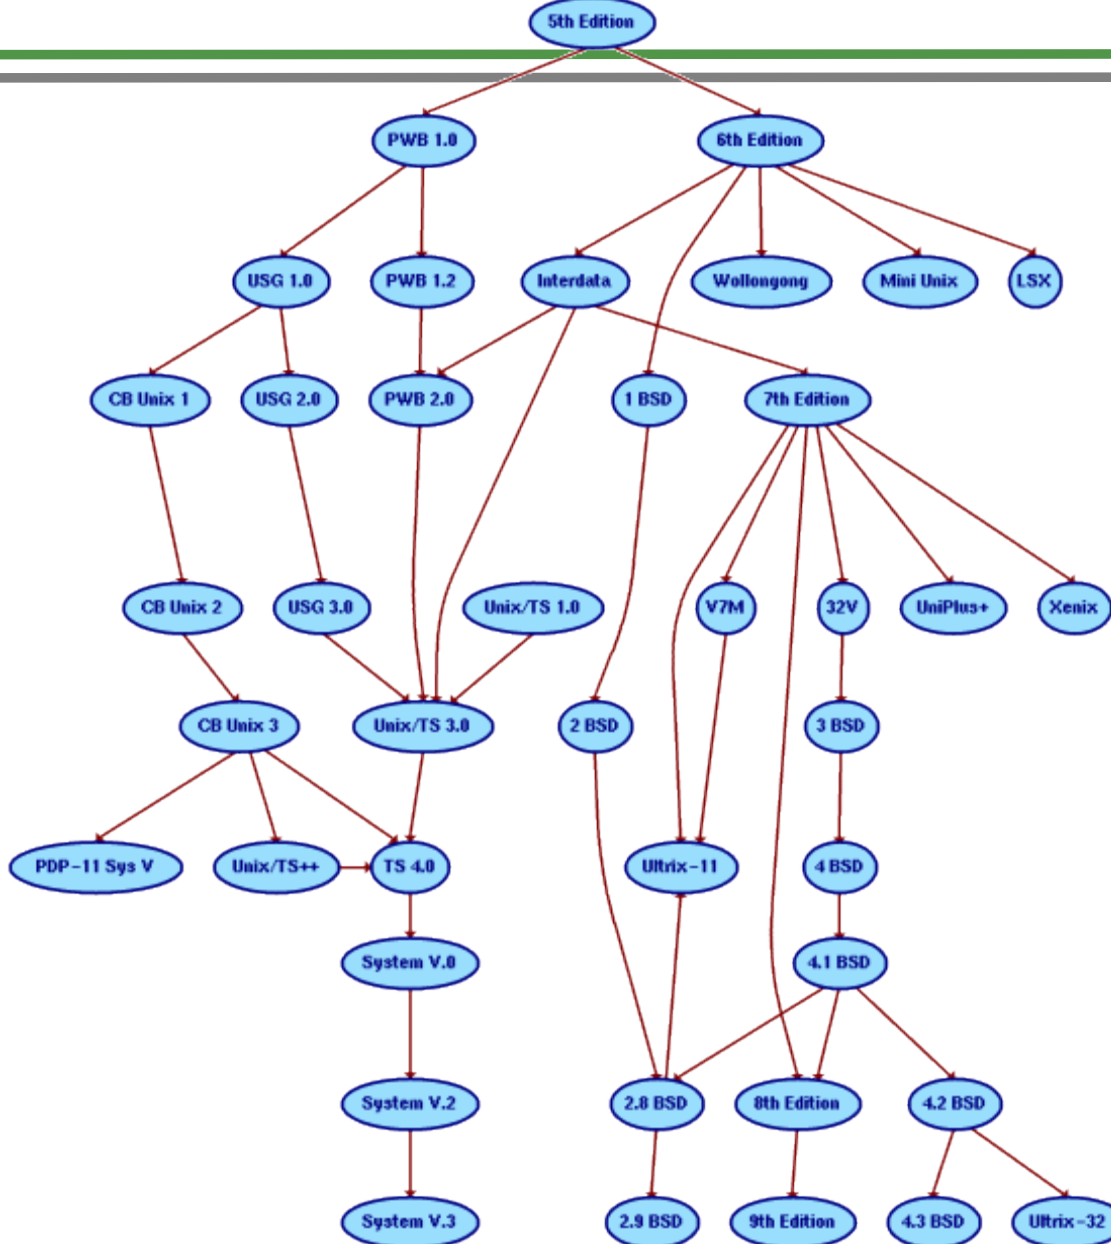 5th Edition
PWB 1.0
6th Edition
USG 1.0
PWB 1.2
Interdata
Wollongong
Mini Unix
LSX
CB Unix 1
USG 2.0
PWB 2.0
1 BSD
7th Edition
CB Unix 2
USG 3.0
Unix/TS 1.0
V7M
32V
UniPlus+
Xenix
CB Unix 3
Unix/TS 3.0
2 BSD
3 BSD
PDP-11 Sys V
Unix/TS++
TS 4.0
Ultrix-11
4 BSD
System V.0
4.1 BSD
System V.2
2.8 BSD
8th Edition
4.2 BSD
System V.3
2.9 BSD
9th Edition
4.3 BSD
Ultrix-32